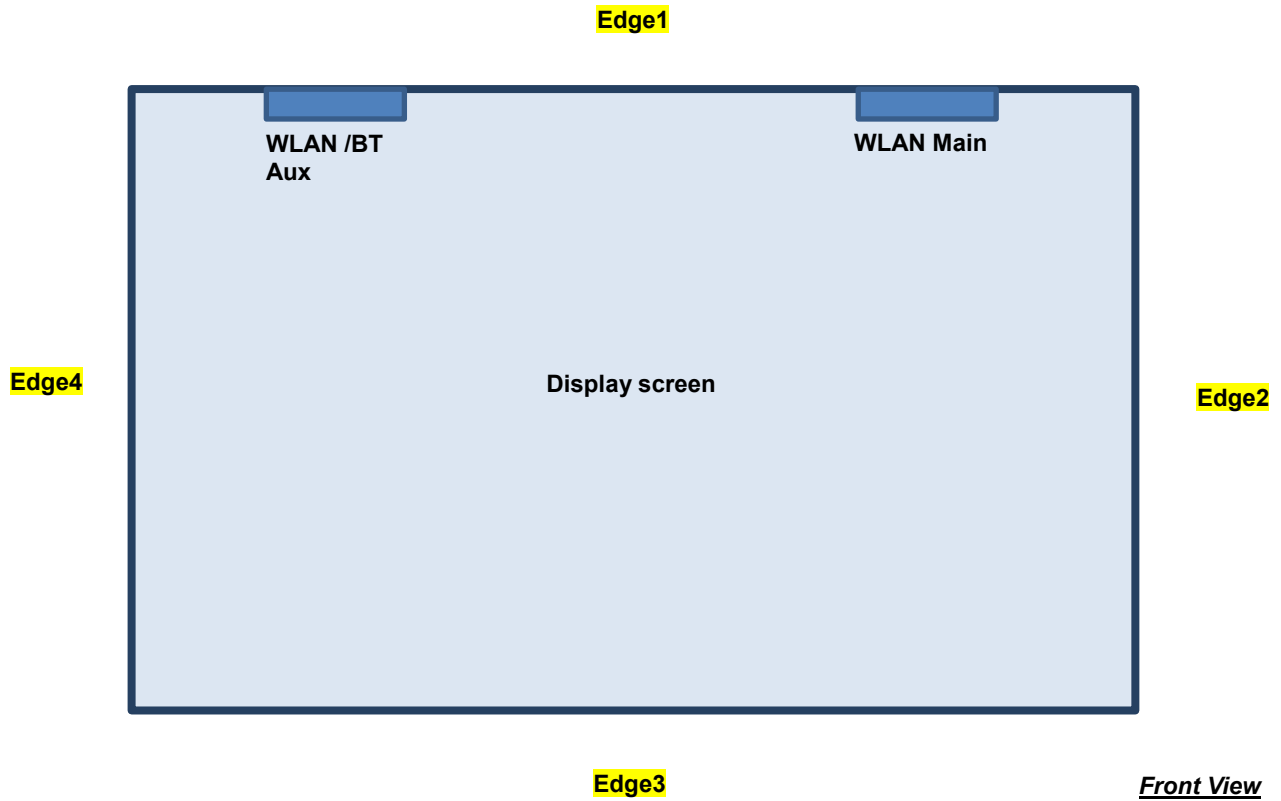 Edge1
WLAN /BT
Aux
WLAN Main
Edge4
Display screen
Edge2
Edge3
Front View